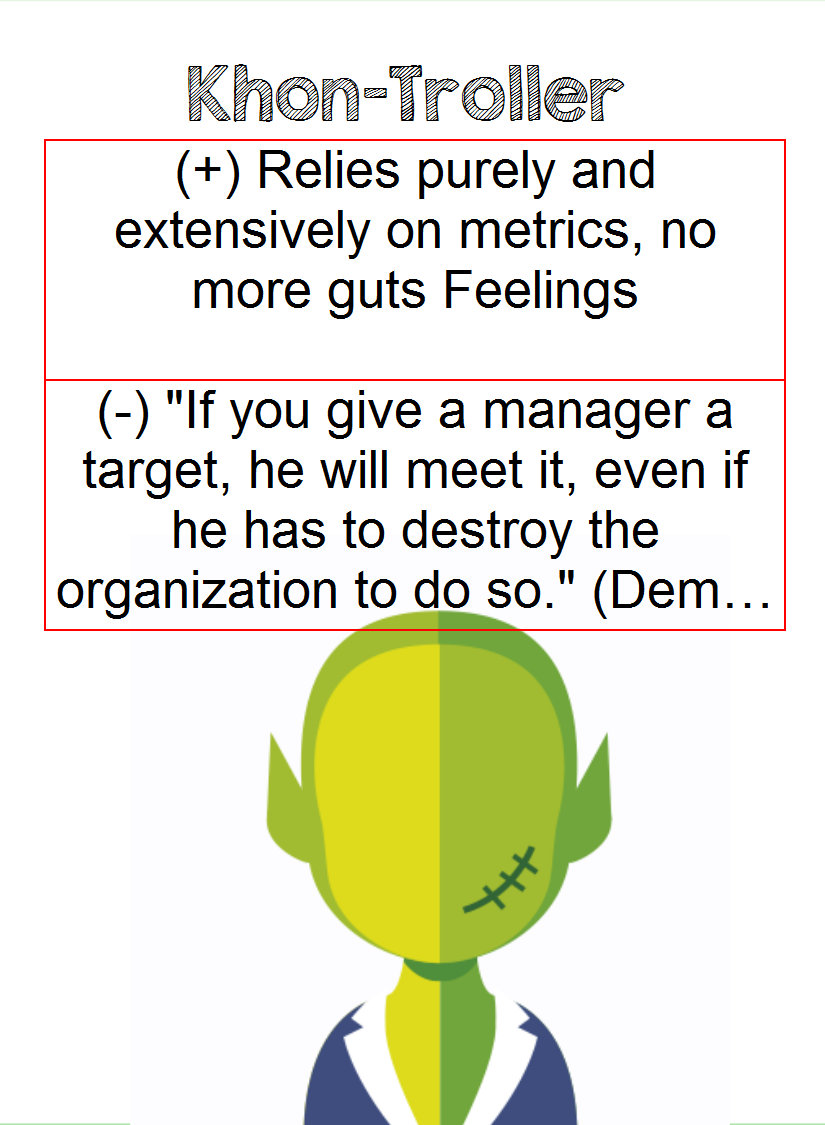 Khon-Troller
(+) Relies purely and
extensively on metrics, no
more guts Feelings
(-) "If you give a manager a
target, he will meet it, even if
he has to destroy the
organization to do so." (Dem…